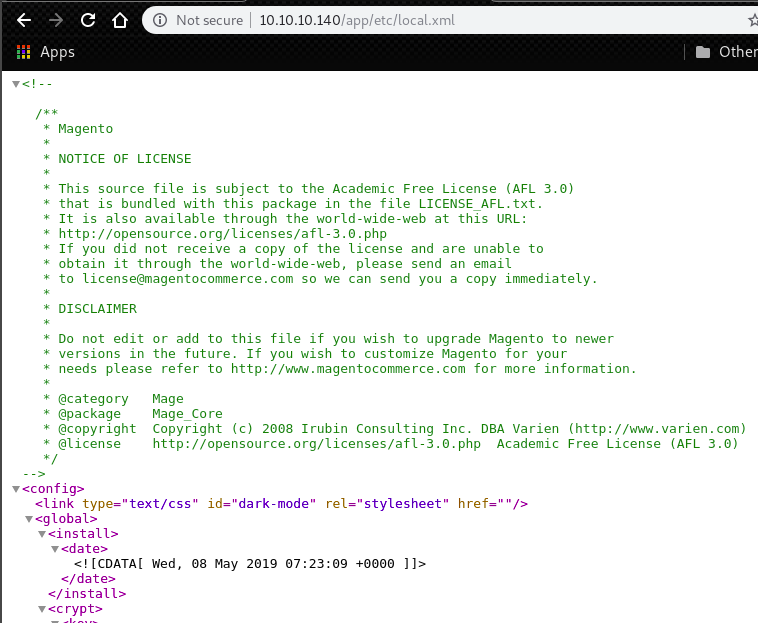 Not secure | 10.10.10.140/app/etc/local.xml
Apps
Other
<!--
/**
* Magento
*
* NOTICE OF LICENSE
*
* This source file is subject to the Academic Free License (AFL 3.0)
* that is bundled with this package in the file LICENSE_AFL.txt.
* It is also available through the world-wide-web at this URL:
* http://opensource.org/licenses/afl-3.0.php
* If you did not receive a copy of the license and are unable to
* obtain it through the world-wide-web, please send an email
* to license@magentocommerce.com so we can send you a copy immediately.
*
* DISCLAIMER
*
* Do not edit or add to this file if you wish to upgrade Magento to newer
* versions in the future. If you wish to customize Magento for your
* needs please refer to http://www.magentocommerce.com for more information.
*
* @category   Mage
* @package    Mage_Core
* @copyright  Copyright (c) 2008 Irubin Consulting Inc. DBA Varien (http://www.varien.com)
* @license    http://opensource.org/licenses/afl-3.0.php  Academic Free License (AFL 3.0)
*/
-->
<config>
<link type="text/css" id="dark-mode" rel="stylesheet" href=""/>
<global>
<install>
<date>
<![CDATA[ Wed, 08 May 2019 07:23:09 +0000 ]]>
</date>
</install>
<crypt>
<key>